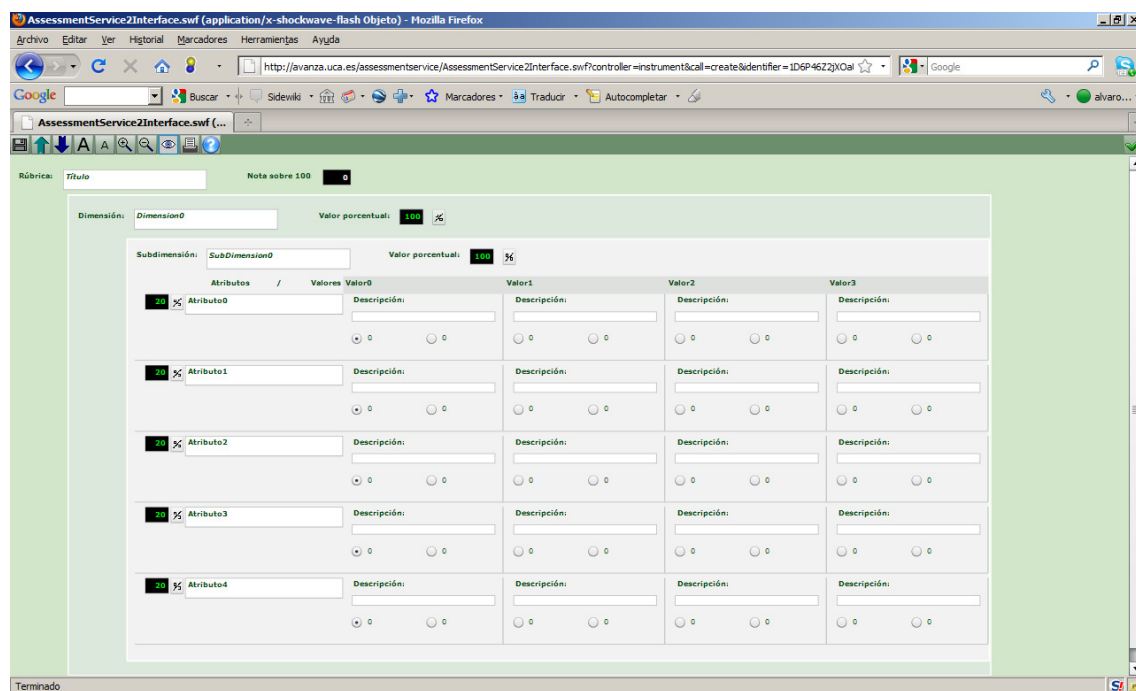 AssessmentService2Interface.swf (application/x-shockwave-flash Objeto) - Mozilla Firefox
Archivo Editar Ver Historial Marcadores Herramientas Ayuda
http://avanza.uca.es/assessmentservice/AssessmentService2Interface.swf?controller=instrument&call=create&identifier=1D6P46Z2jXOal Google
Google Buscar Sidewiki Marcadores Traducir Autocompletar alvaro...
AssessmentService2Interface.swf (...
A A
Rúbrica: Título Nota sobre 100 0
Dimensión: Dimension0 Valor porcentual: 100 %
Subdimensión: SubDimension0 Valor porcentual: 100 %
Atributos / Valores Valor0 Valor1 Valor2 Valor3
20 % Atributo0 Descripción: Descripción: Descripción: Descripción:
0 0 0 0 0 0 0 0
20 % Atributo1 Descripción: Descripción: Descripción: Descripción:
0 0 0 0 0 0 0 0
20 % Atributo2 Descripción: Descripción: Descripción: Descripción:
0 0 0 0 0 0 0 0
20 % Atributo3 Descripción: Descripción: Descripción: Descripción:
0 0 0 0 0 0 0 0
20 % Atributo4 Descripción: Descripción: Descripción: Descripción:
0 0 0 0 0 0 0 0
Terminado